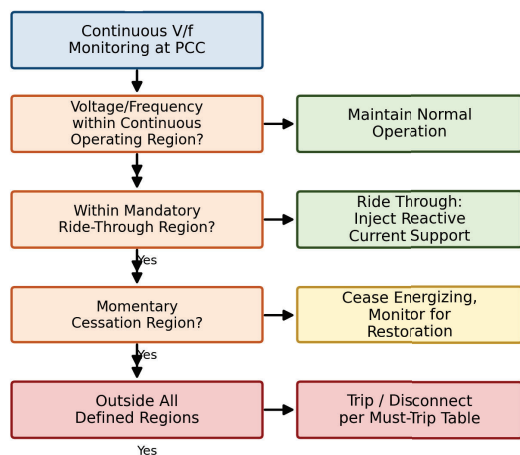 Continuous V/f
Monitoring at PCC
Voltage/Frequency
within Continuous
Operating Region?
Maintain Normal
Operation
Within Mandatory
Ride-Through Region?
Ride Through:
Inject Reactive
Current Support
Yes
Momentary
Cessation Region?
Cease Energizing,
Monitor for
Restoration
Yes
Outside All
Defined Regions
Trip / Disconnect
per Must-Trip Table
Yes